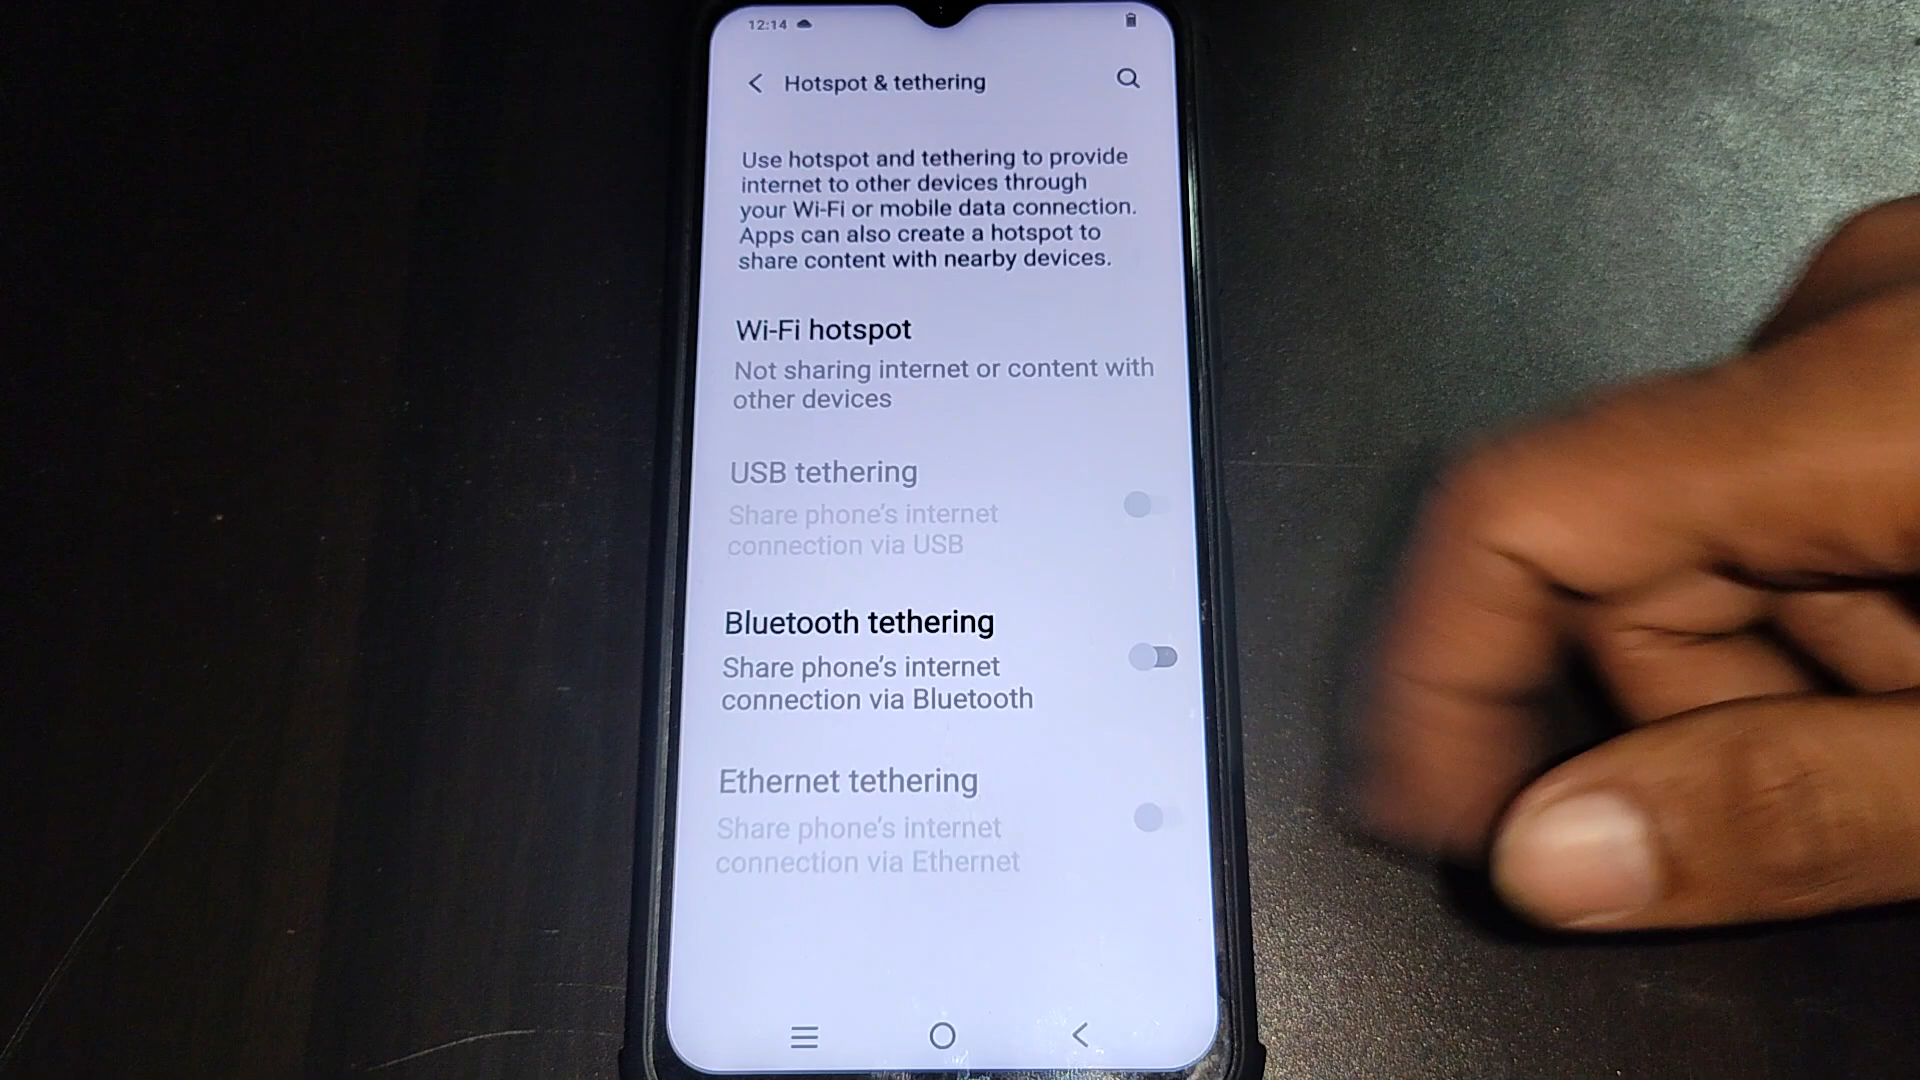 12:14
Hotspot & tethering
Use hotspot and tethering to provide
internet to other devices through
your Wi-Fi or mobile data connection.
Apps can also create a hotspot to
share content with nearby devices.
Wi-Fi hotspot
Not sharing internet or content with
other devices
USB tethering
Share phone's internet
connection via USB
Bluetooth tethering
Share phone's internet
connection via Bluetooth
Ethernet tethering
Share phone's internet
connection via Ethernet